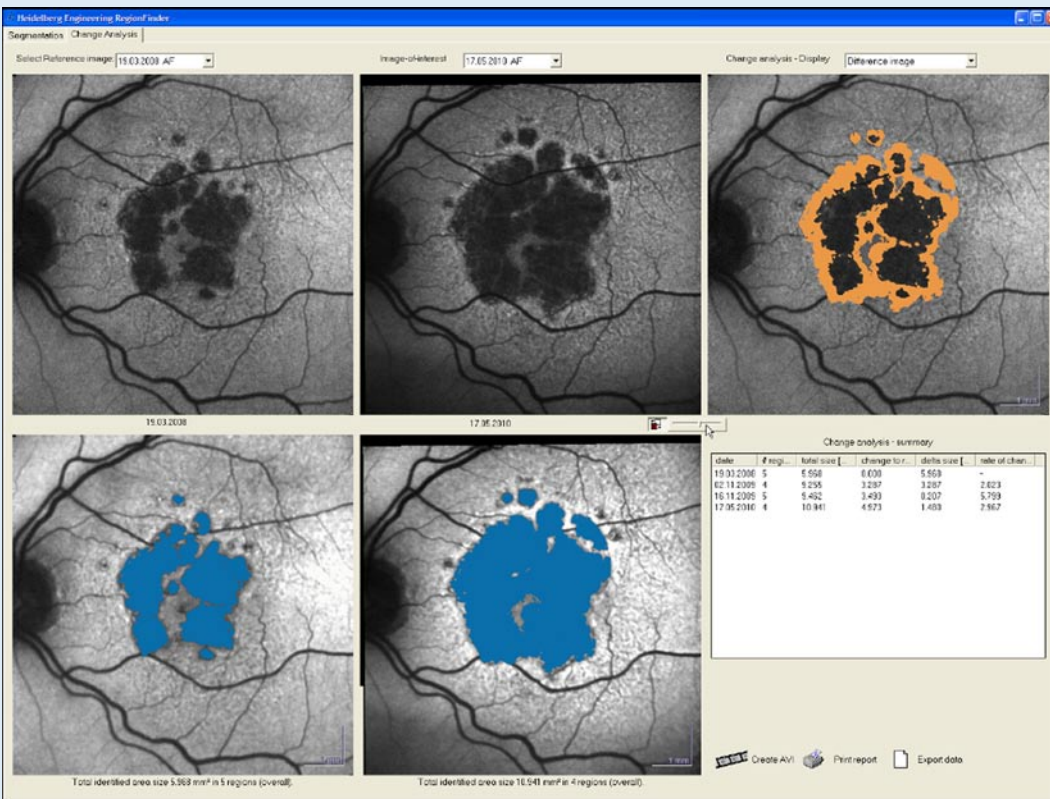 Heidelberg Engineering RegionFinder
Segmentation Change Analysis
Select Reference image: 19.03.2008 AF
Image-of-interest 17.05.2010 AF
Change analysis - Display Difference image
1 mm
19.03.2008
17.05.2010
Change analysis - summary
date # regi... total size [... change to r... delta size [... rate of chan...
19.03.2008 5 5.968 0.000 5.968 -
02.11.2009 4 9.255 3.287 3.287 2.023
16.11.2009 5 9.462 3.493 0.207 5.799
17.05.2010 4 10.941 4.973 1.480 2.967
1 mm
1 mm
Create AVI Print report Export data
Total identified area size 5.968 mm² in 5 regions (overall).
Total identified area size 10.941 mm² in 4 regions (overall).